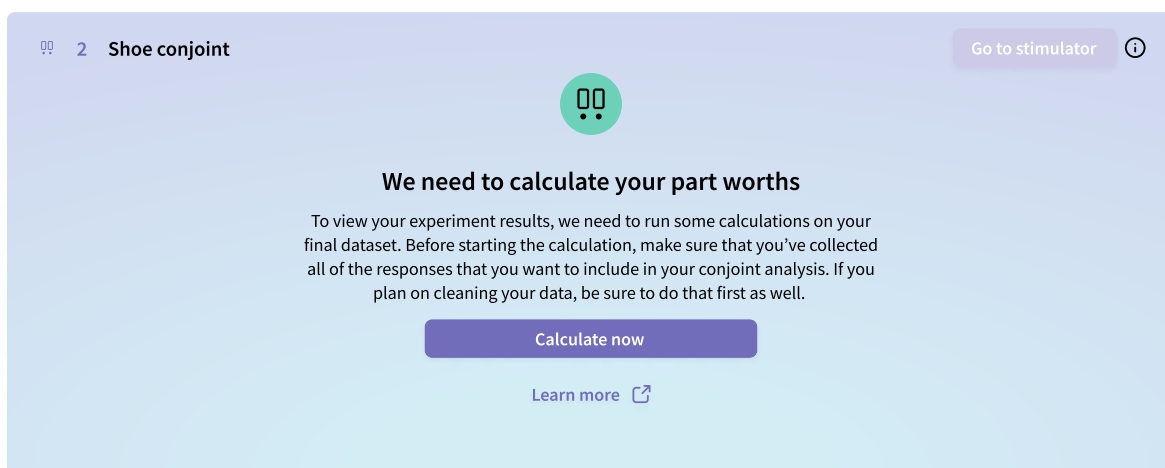 2 Shoe conjoint
Go to stimulator
We need to calculate your part worths
To view your experiment results, we need to run some calculations on your
final dataset. Before starting the calculation, make sure that you’ve collected
all of the responses that you want to include in your conjoint analysis. If you
plan on cleaning your data, be sure to do that first as well.
Calculate now
Learn more